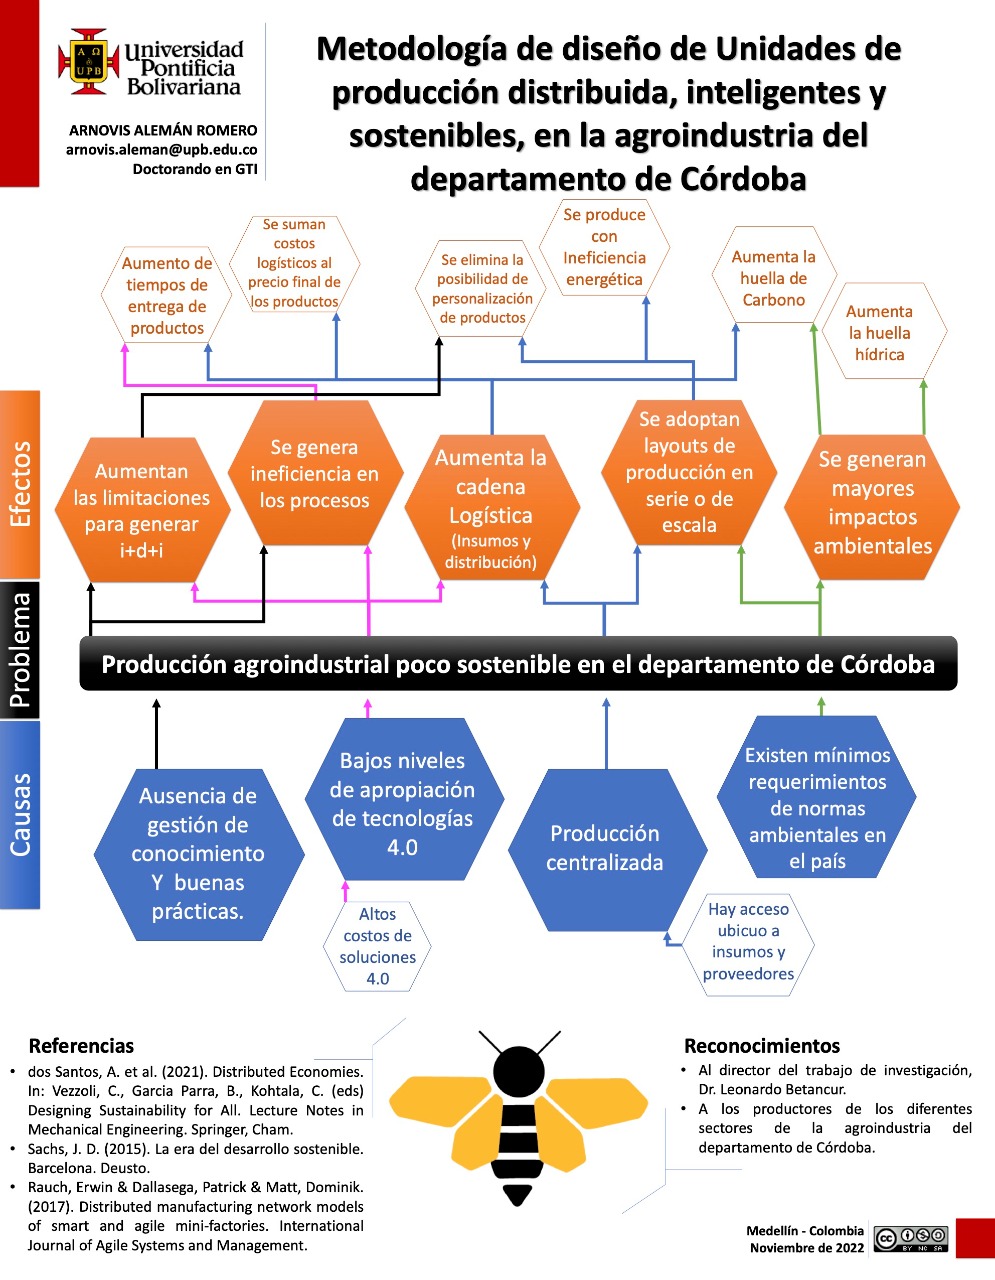 Universidad
Pontificia
Bolivariana
ARNOVIS ALEMÁN ROMERO
arnovis.aleman@upb.edu.co
Doctorando en GTI
Metodología de diseño de Unidades de
producción distribuida, inteligentes y
sostenibles, en la agroindustria del
departamento de Córdoba
Aumento de
tiempos de
entrega de
productos
Se suman
costos
logísticos al
precio final de
los productos
Se elimina la
posibilidad de
personalización
de productos
Se produce
con
Ineficiencia
energética
Aumenta la
huella de
Carbono
Aumenta
la huella
hídrica
Efectos
Aumentan
las limitaciones
para generar
i+d+i
Se genera
ineficiencia en
los procesos
Aumenta la
cadena
Logística
(Insumos y
distribución)
Se adoptan
layouts de
producción en
serie o de
escala
Se generan
mayores
impactos
ambientales
Problema
Producción agroindustrial poco sostenible en el departamento de Córdoba
Causas
Ausencia de
gestión de
conocimiento
Y buenas
prácticas.
Bajos niveles
de apropiación
de tecnologías
4.0
Producción
centralizada
Existen mínimos
requerimientos
de normas
ambientales en
el país
Altos
costos de
soluciones
4.0
Hay acceso
ubicuo a
insumos y
proveedores
Referencias
• dos Santos, A. et al. (2021). Distributed Economies.
In: Vezzoli, C., Garcia Parra, B., Kohtala, C. (eds)
Designing Sustainability for All. Lecture Notes in
Mechanical Engineering. Springer, Cham.
• Sachs, J. D. (2015). La era del desarrollo sostenible.
Barcelona. Deusto.
• Rauch, Erwin & Dallasega, Patrick & Matt, Dominik.
(2017). Distributed manufacturing network models
of smart and agile mini-factories. International
Journal of Agile Systems and Management.
Reconocimientos
• Al director del trabajo de investigación,
Dr. Leonardo Betancur.
• A los productores de los diferentes
sectores de la agroindustria del
departamento de Córdoba.
Medellín - Colombia
Noviembre de 2022
cc
BY NC SA